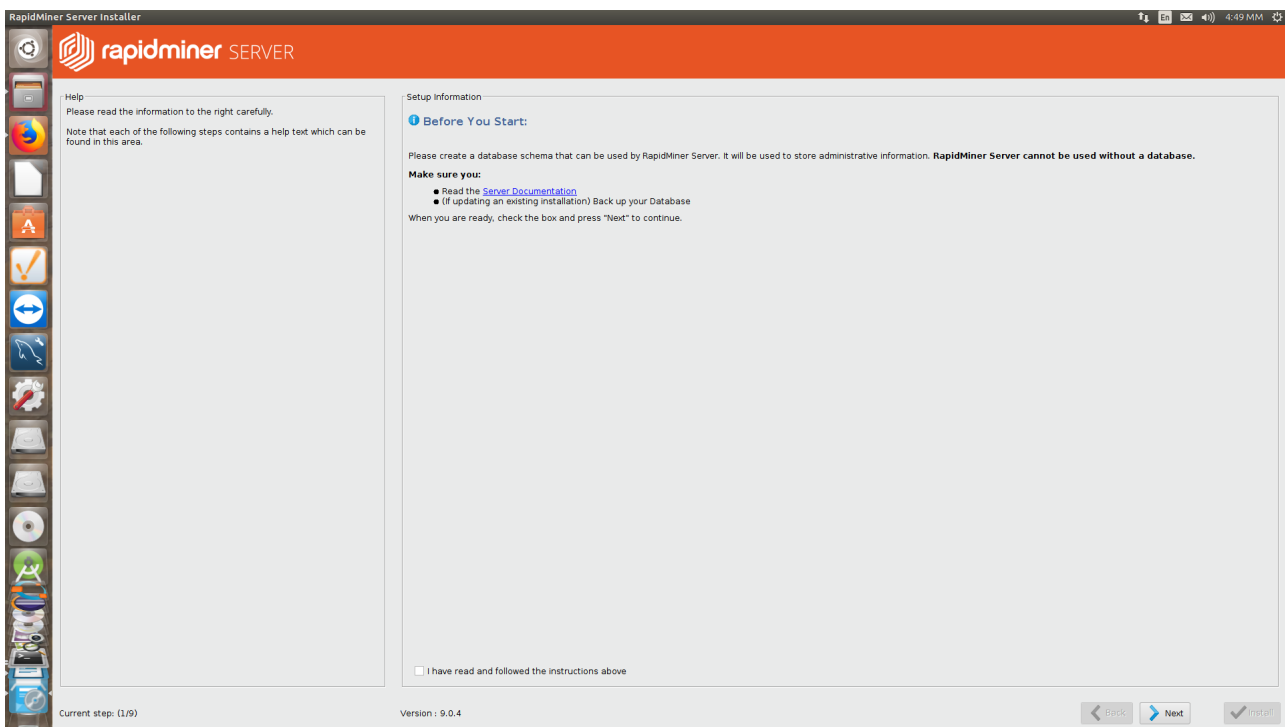 RapidMiner Server Installer
En
4:49 MM
rapidminer SERVER
Help
Please read the information to the right carefully.
Note that each of the following steps contains a help text which can be
found in this area.
Setup Information
Before You Start:
Please create a database schema that can be used by RapidMiner Server. It will be used to store administrative information. RapidMiner Server cannot be used without a database.
Make sure you:
Read the Server Documentation
(If updating an existing installation) Back up your Database
When you are ready, check the box and press "Next" to continue.
I have read and followed the instructions above
Current step: (1/9)
Version : 9.0.4
Back
Next
Install